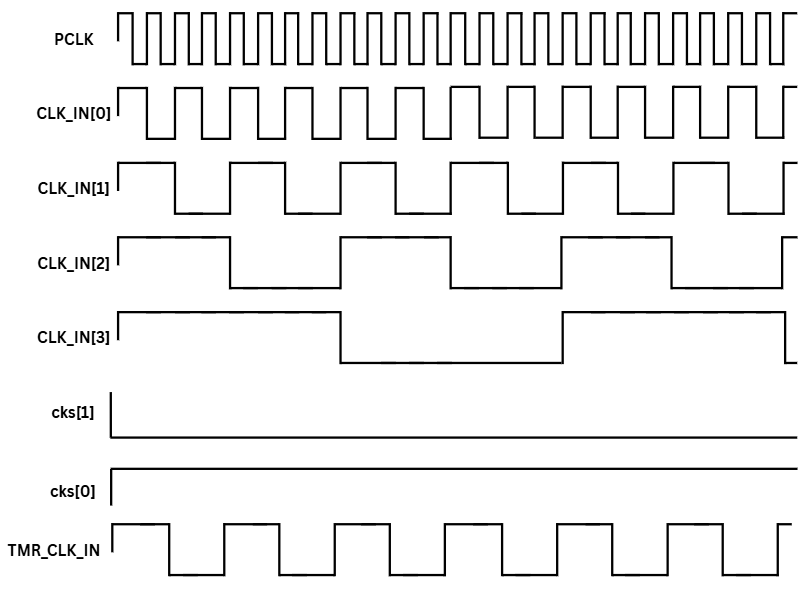 PCLK
CLK_IN[0]
CLK_IN[1]
CLK_IN[2]
CLK_IN[3]
cks[1]
cks[0]
TMR_CLK_IN